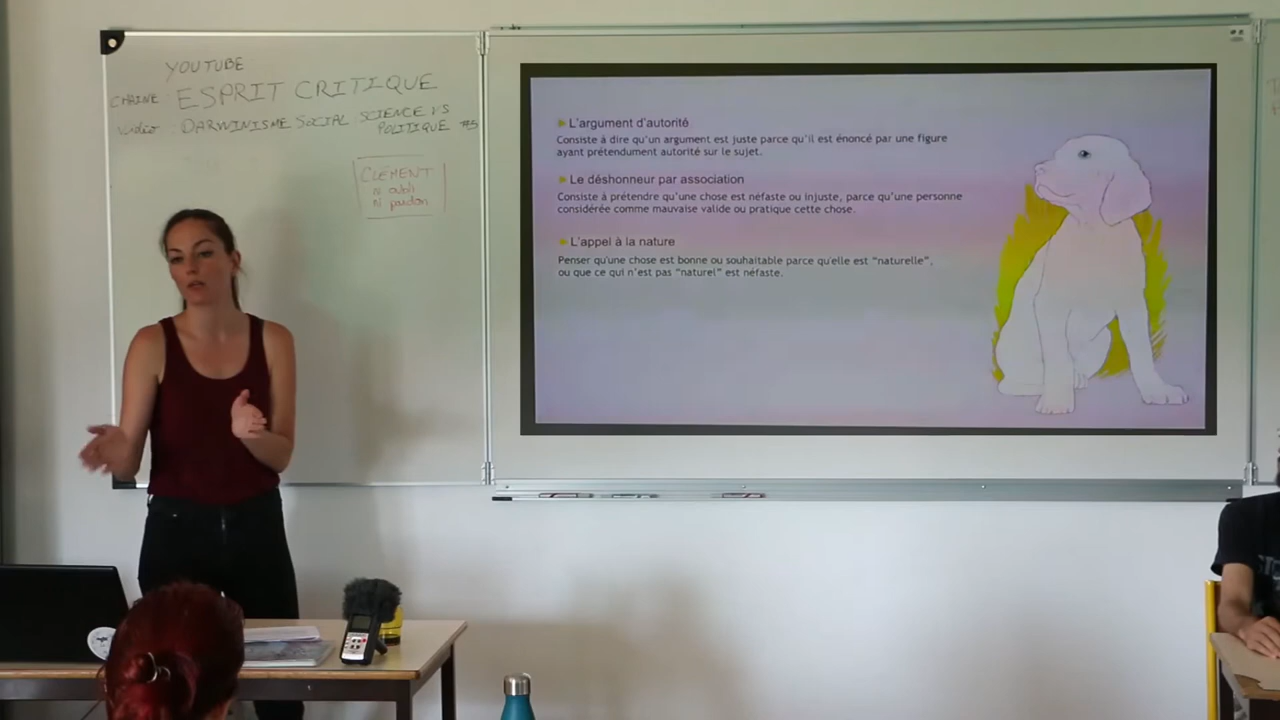 YOUTUBE
CHAINE : ESPRIT CRITIQUE
Vidéo : DARWINISME SOCIAL SCIENCE VS
POLITIQUE #5
CLEMENT
Ni oubli
Ni pardon
►L'argument d'autorité
Consiste à dire qu'un argument est juste parce qu'il est énoncé par une figure
ayant prétendument autorité sur le sujet.
►Le déshonneur par association
Consiste à prétendre qu'une chose est néfaste ou injuste, parce qu'une personne
considérée comme mauvaise valide ou pratique cette chose.
►L'appel à la nature
Penser qu'une chose est bonne ou souhaitable parce qu'elle est “naturelle”,
ou que ce qui n'est pas “naturel” est néfaste.